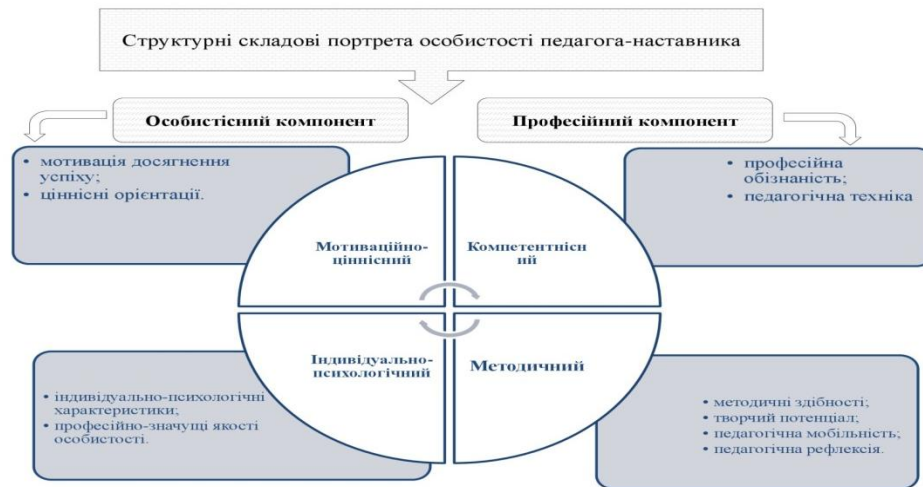 Структурні складові портрета особистості педагога-наставника
Особистісний компонент
Професійний компонент
• мотивація досягнення
успіху;
• ціннісні орієнтації.
• професійна
обізнаність;
• педагогічна техніка
Мотиваційно-
ціннісний
Компетентнісн
ий
Індивідуально-
психологічний
Методичний
• індивідуально-психологічні
характеристики;
• професійно-значущі якості
особистості.
• методичні здібності;
• творчий потенціал;
• педагогічна мобільність;
• педагогічна рефлексія.